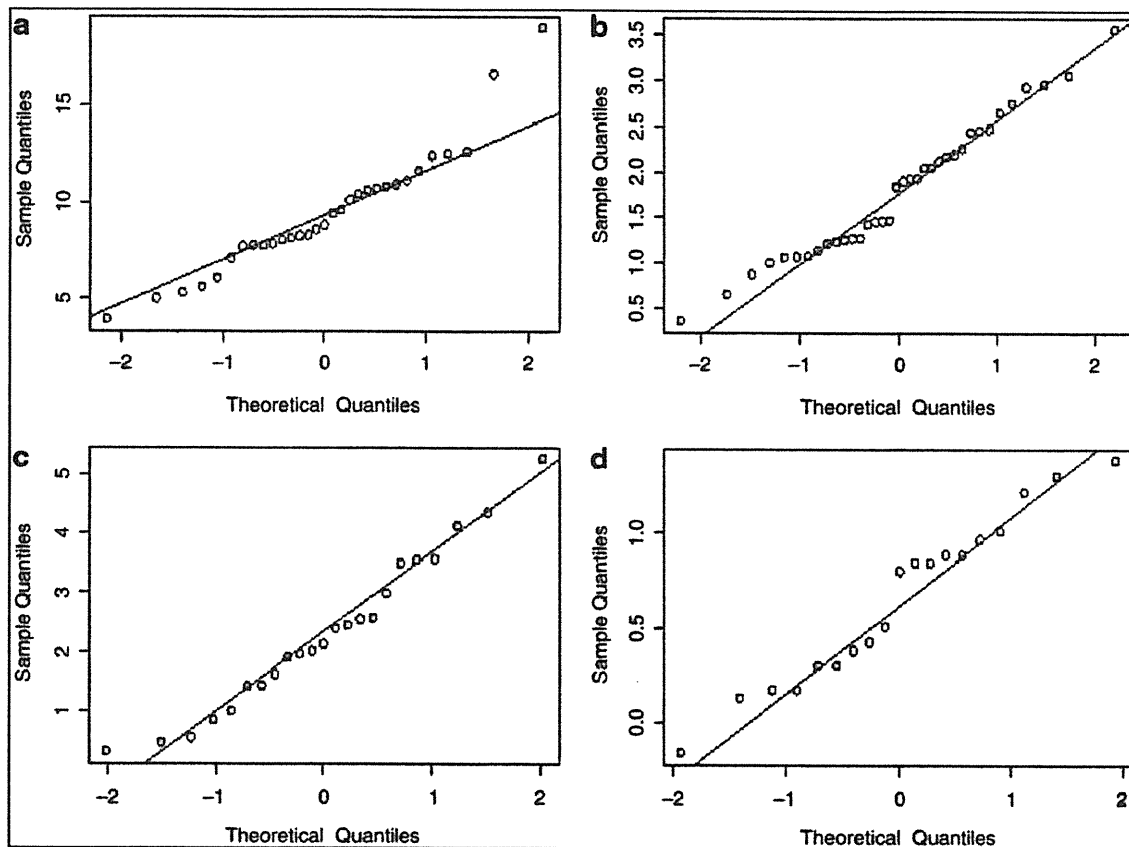 a
Sample Quantiles
15
10
5
-2 -1 0 1 2
Theoretical Quantiles
b
Sample Quantiles
3.5
3.0
2.5
2.0
1.5
1.0
0.5
-2 -1 0 1 2
Theoretical Quantiles
c
Sample Quantiles
5
4
3
2
1
-2 -1 0 1 2
Theoretical Quantiles
d
Sample Quantiles
1.0
0.5
0.0
-2 -1 0 1 2
Theoretical Quantiles